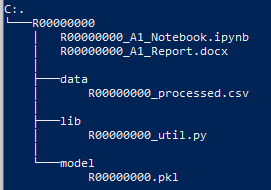 C:.
└───R00000000
    │   R00000000_A1_Notebook.ipynb
    │   R00000000_A1_Report.docx
    │
    ├───data
    │       R00000000_processed.csv
    │
    ├───lib
    │       R00000000_util.py
    │
    └───model
            R00000000.pkl